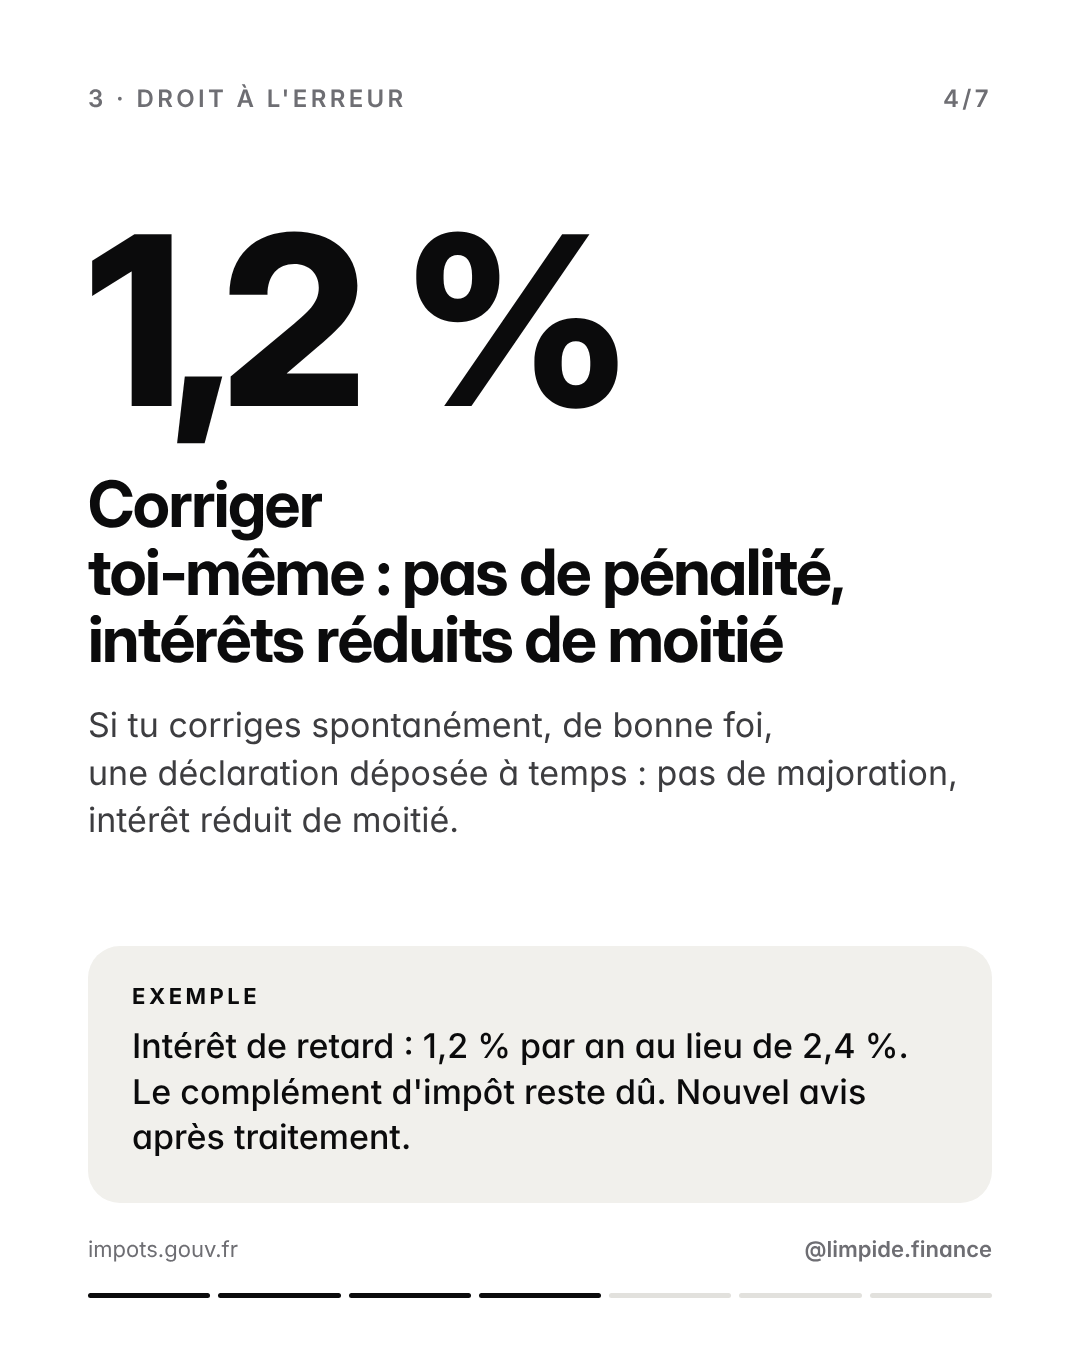 3 · DROIT À L'ERREUR
4/7
1,2 %
Corriger
toi-même : pas de pénalité,
intérêts réduits de moitié
Si tu corriges spontanément, de bonne foi,
une déclaration déposée à temps : pas de majoration,
intérêt réduit de moitié.
EXEMPLE
Intérêt de retard : 1,2 % par an au lieu de 2,4 %.
Le complément d'impôt reste dû. Nouvel avis
après traitement.
impots.gouv.fr
@limpide.finance